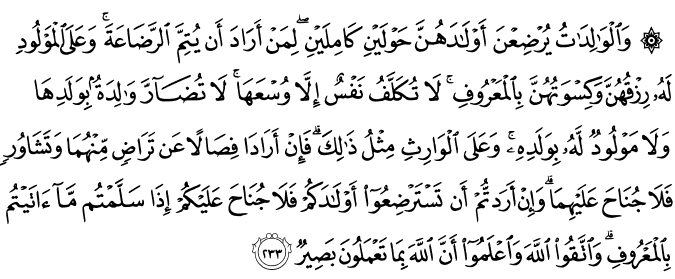 ۞ وَٱلْوَٰلِدَٰتُ يُرْضِعْنَ أَوْلَٰدَهُنَّ حَوْلَيْنِ كَامِلَيْنِ ۖ لِمَنْ أَرَادَ أَن يُتِمَّ ٱلرَّضَاعَةَ ۚ وَعَلَى ٱلْمَوْلُودِ
لَهُۥ رِزْقُهُنَّ وَكِسْوَتُهُنَّ بِٱلْمَعْرُوفِ ۚ لَا تُكَلَّفُ نَفْسٌ إِلَّا وُسْعَهَا ۚ لَا تُضَآرَّ وَٰلِدَةٌۢ بِوَلَدِهَا
وَلَا مَوْلُودٌ لَّهُۥ بِوَلَدِهِۦ ۚ وَعَلَى ٱلْوَارِثِ مِثْلُ ذَٰلِكَ ۗ فَإِنْ أَرَادَا فِصَالًا عَن تَرَاضٍ مِّنْهُمَا وَتَشَاوُرٍ
فَلَا جُنَاحَ عَلَيْهِمَا ۗ وَإِنْ أَرَدتُّمْ أَن تَسْتَرْضِعُوٓا۟ أَوْلَٰدَكُمْ فَلَا جُنَاحَ عَلَيْكُمْ إِذَا سَلَّمْتُم مَّآ ءَاتَيْتُم
بِٱلْمَعْرُوفِ ۗ وَٱتَّقُوا۟ ٱللَّهَ وَٱعْلَمُوٓا۟ أَنَّ ٱللَّهَ بِمَا تَعْمَلُونَ بَصِيرٌ ٢٣٣